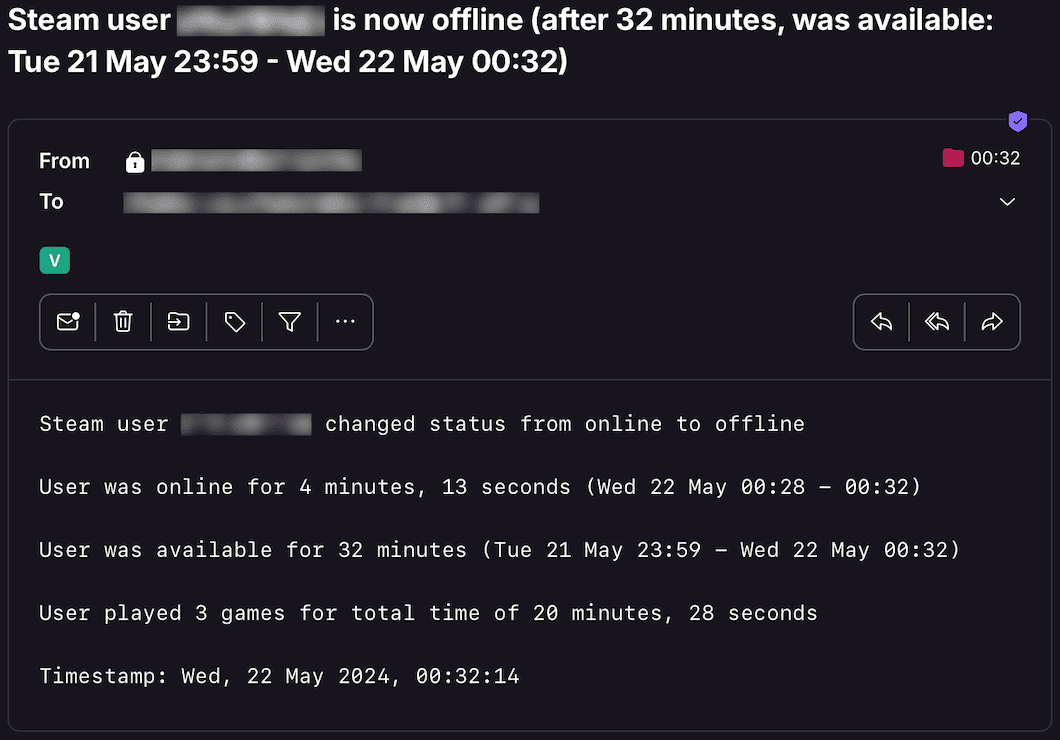 Steam user is now offline (after 32 minutes, was available:
Tue 21 May 23:59 - Wed 22 May 00:32)
From 00:32
To
V
Steam user changed status from online to offline
User was online for 4 minutes, 13 seconds (Wed 22 May 00:28 – 00:32)
User was available for 32 minutes (Tue 21 May 23:59 – Wed 22 May 00:32)
User played 3 games for total time of 20 minutes, 28 seconds
Timestamp: Wed, 22 May 2024, 00:32:14